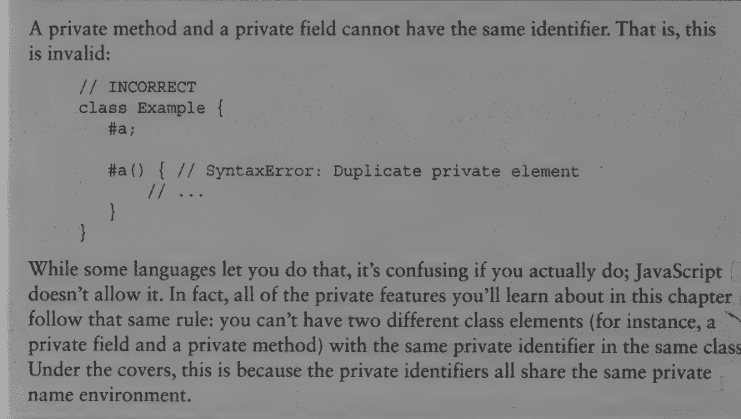 A private method and a private field cannot have the same identifier. That is, this
is invalid:
// INCORRECT
class Example {
#a;
#a() { // SyntaxError: Duplicate private element
// ...
}
}
While some languages let you do that, it's confusing if you actually do; JavaScript
doesn't allow it. In fact, all of the private features you'll learn about in this chapter
follow that same rule: you can't have two different class elements (for instance, a
private field and a private method) with the same private identifier in the same class
Under the covers, this is because the private identifiers all share the same private
name environment.